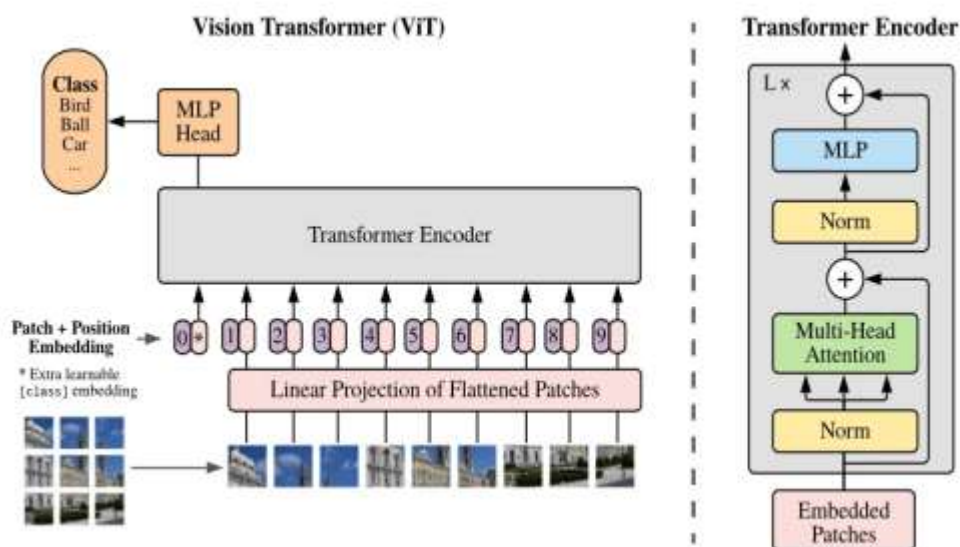 Vision Transformer (ViT)
Class
Bird
Ball
Car
...
MLP
Head
Transformer Encoder
Patch + Position
Embedding
* Extra learnable
[class] embedding
0 * 1 2 3 4 5 6 7 8 9
Linear Projection of Flattened Patches
Transformer Encoder
L x
+
MLP
Norm
+
Multi-Head
Attention
Norm
Embedded
Patches